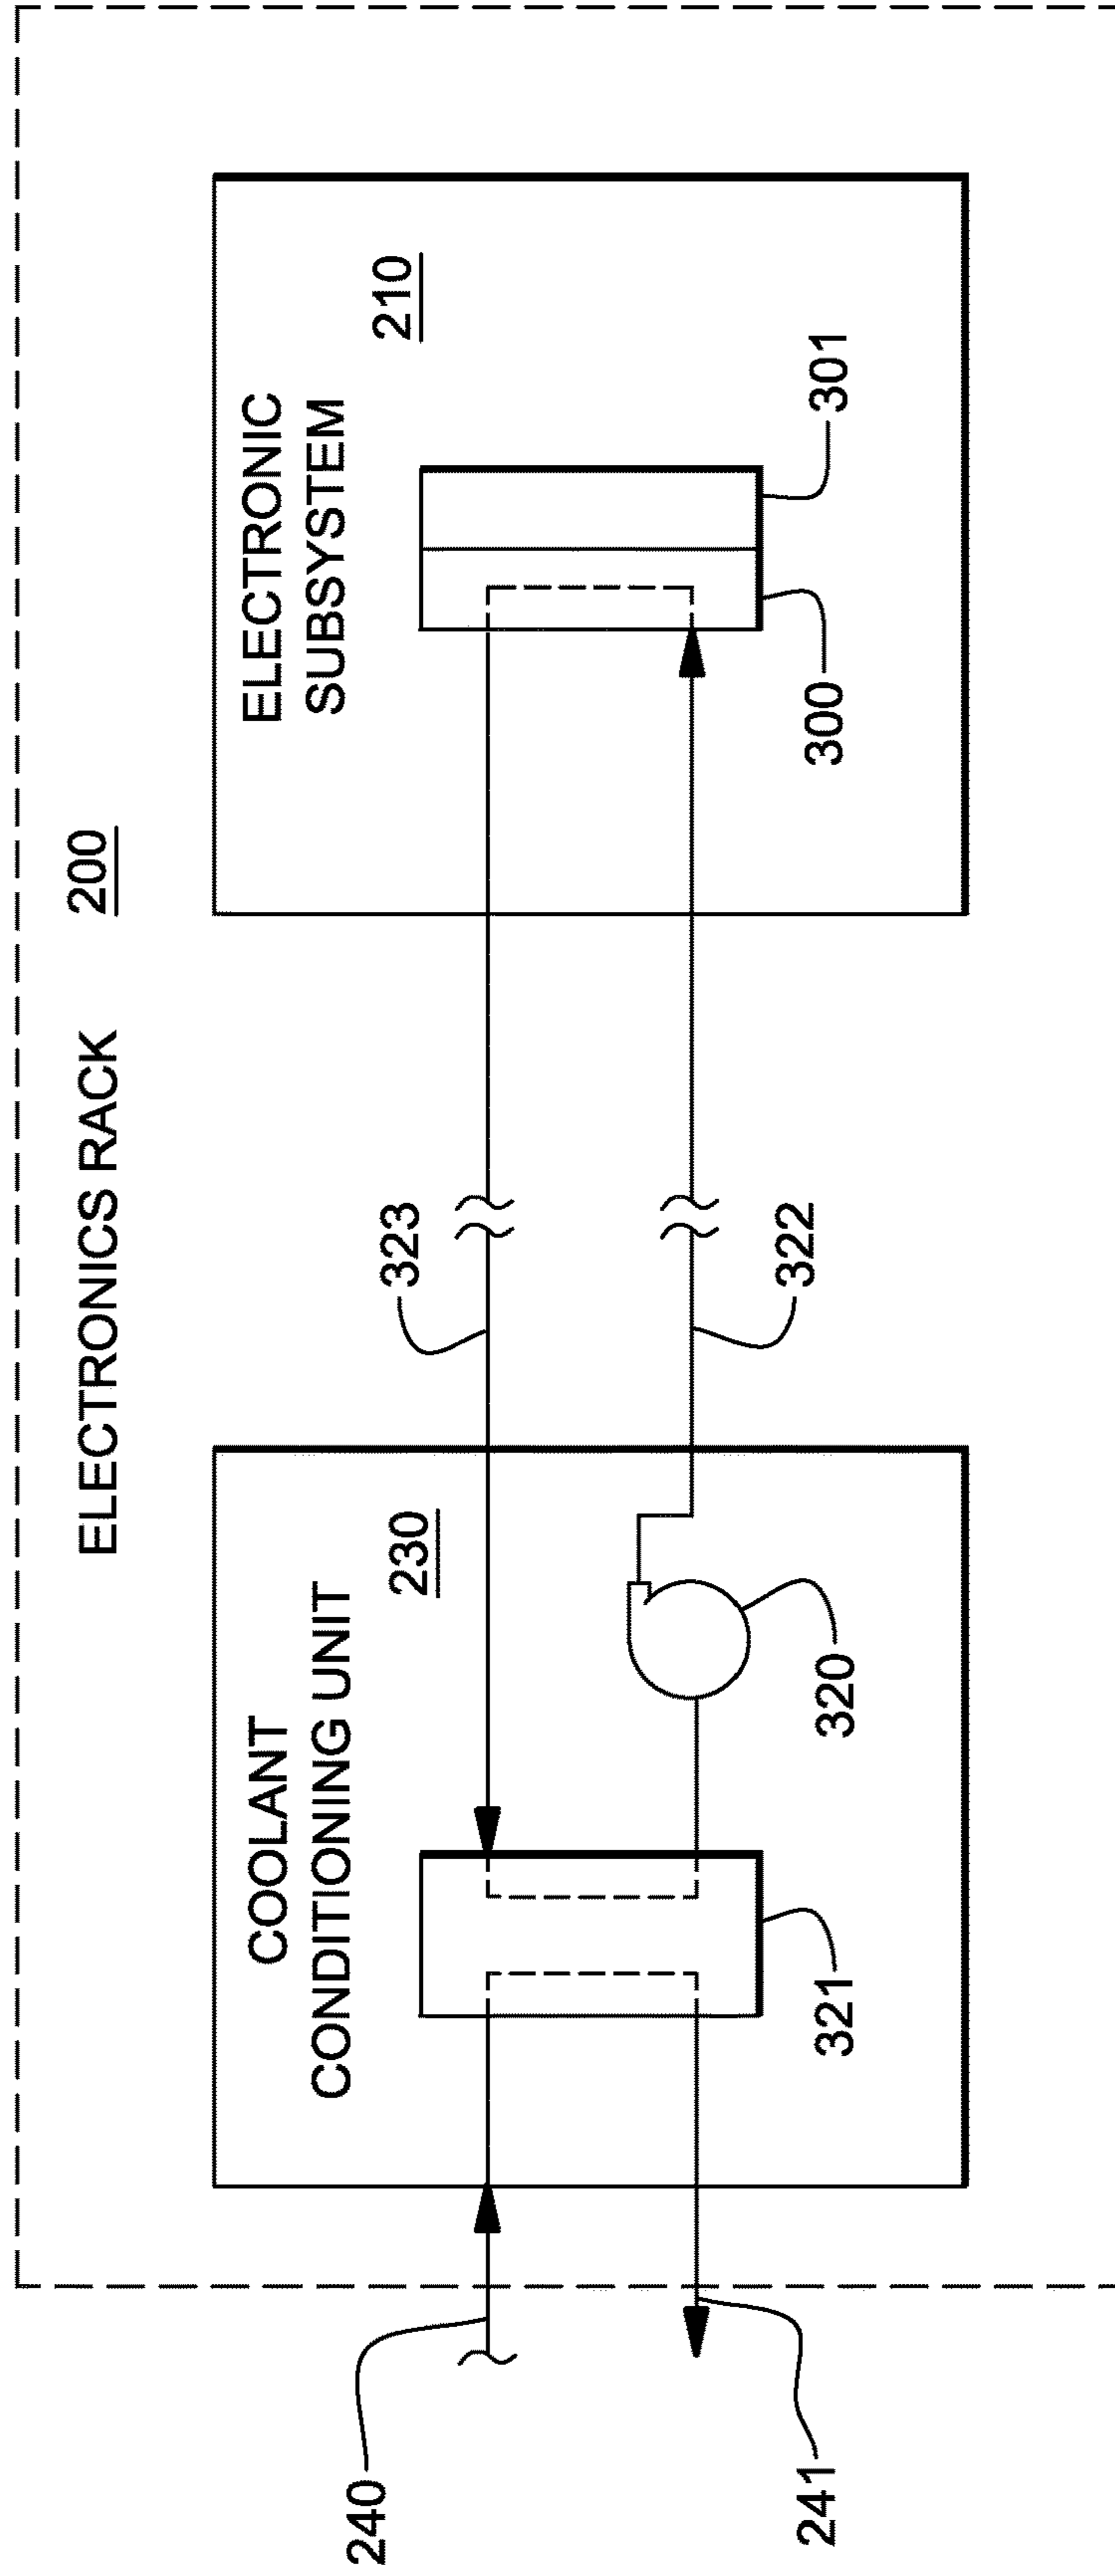 ELECTRONICS RACK 200
COOLANT
CONDITIONING UNIT
230
ELECTRONIC
SUBSYSTEM
210
323
322
240
241
321
320
300
301